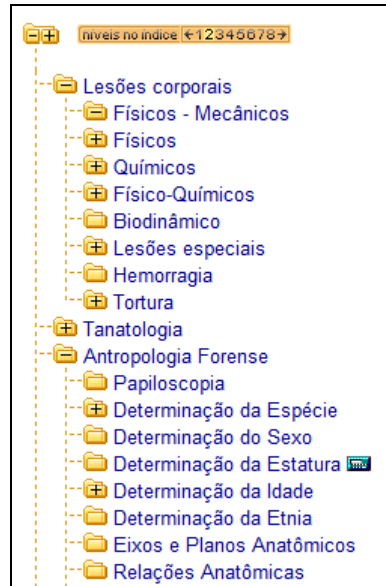 níveis no índice 12345678
Lesões corporais
Físicos - Mecânicos
Físicos
Químicos
Físico-Químicos
Biodinâmico
Lesões especiais
Hemorragia
Tortura
Tanatologia
Antropologia Forense
Papiloscopia
Determinação da Espécie
Determinação do Sexo
Determinação da Estatura
Determinação da Idade
Determinação da Etnia
Eixos e Planos Anatômicos
Relações Anatômicas